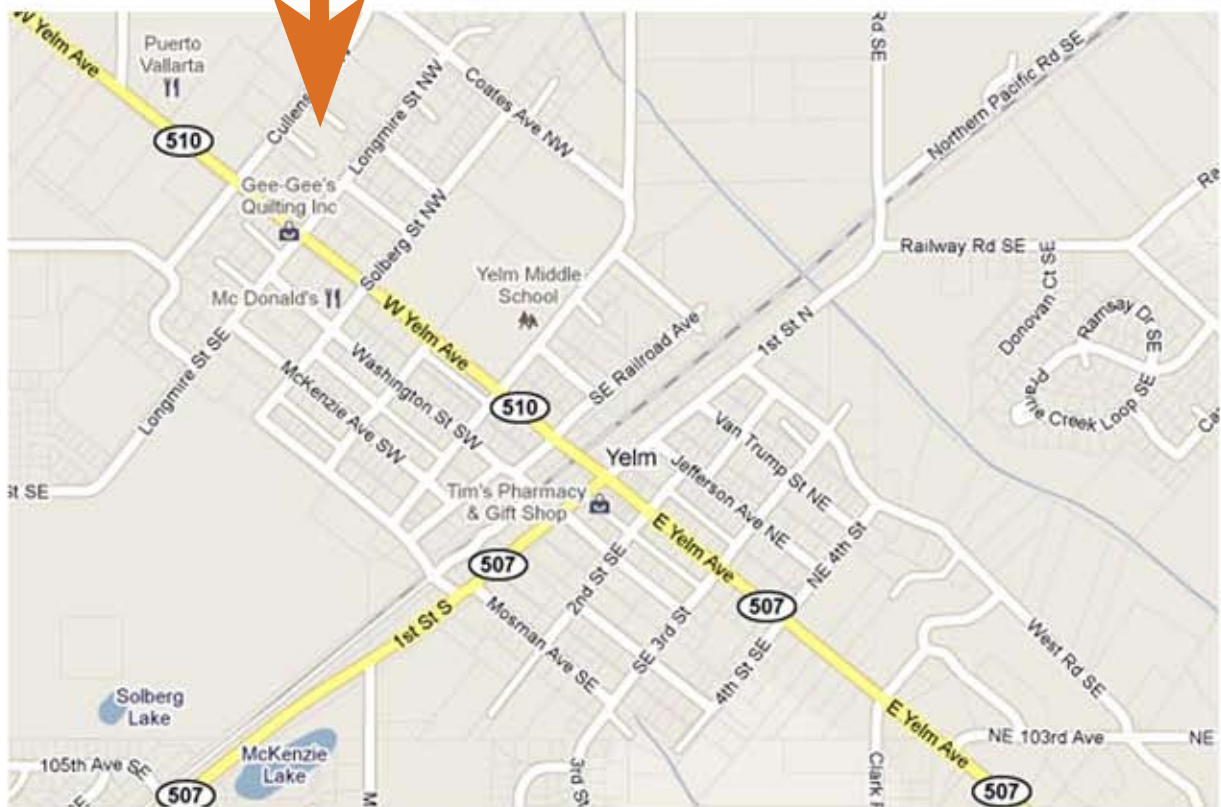 W Yelm Ave
Puerto
Vallarta
510
Cullens
Longmire St NW
Coates Ave NW
Rd SE
Northern Pacific Rd SE
Gee-Gee's
Quilting Inc
Solberg St NW
Mc Donald's
W Yelm Ave
Yelm Middle
School
Railway Rd SE
Donovan Ct SE
Ramsay Dr SE
Prairie Creek Loop SE
1st St N
SE Railroad Ave
Longmire St SE
Washington St SW
McKenzie Ave SW
510
Van Trump St NE
Yelm
Jefferson Ave NE
St SE
Tim's Pharmacy
& Gift Shop
E Yelm Ave
NE 4th St
507
1st St S
2nd St SE
507
Mosman Ave SE
SE 3rd St
4th St SE
West Rd SE
Solberg
Lake
E Yelm Ave
NE 103rd Ave
NE
McKenzie
Lake
105th Ave SE
507
3rd St
507